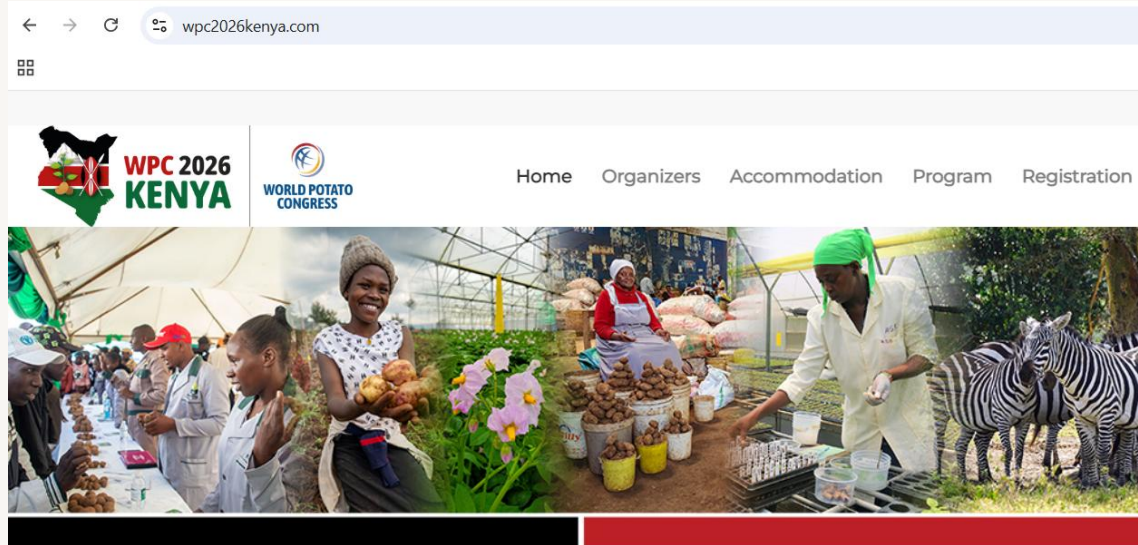 wpc2026kenya.com
WPC 2026
KENYA
WORLD POTATO
CONGRESS
Home Organizers Accommodation Program Registration